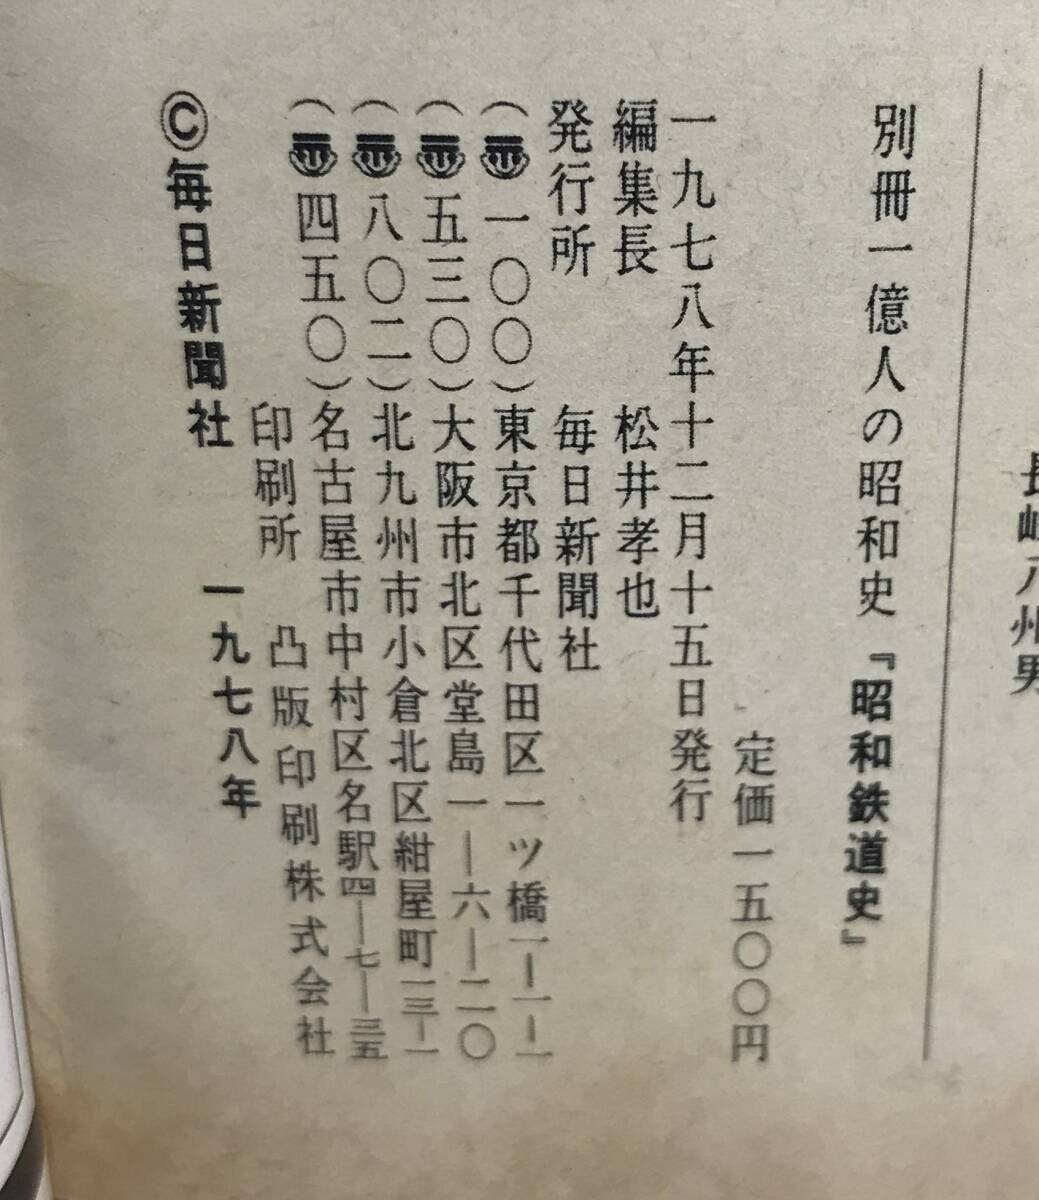 長崎八州男
別冊一億人の昭和史『昭和鉄道史』
定価一五〇〇円
一九七八年十二月十五日発行
編集長 松井孝也
発行所 毎日新聞社
(〠一〇〇)東京都千代田区一ツ橋一―一―一
(〠五三〇)大阪市北区堂島一―六―二〇
(〠八〇二)北九州市小倉北区紺屋町一三―一
(〠四五〇)名古屋市中村区名駅四―七―三五
印刷所 凸版印刷株式会社
©毎日新聞社 一九七八年